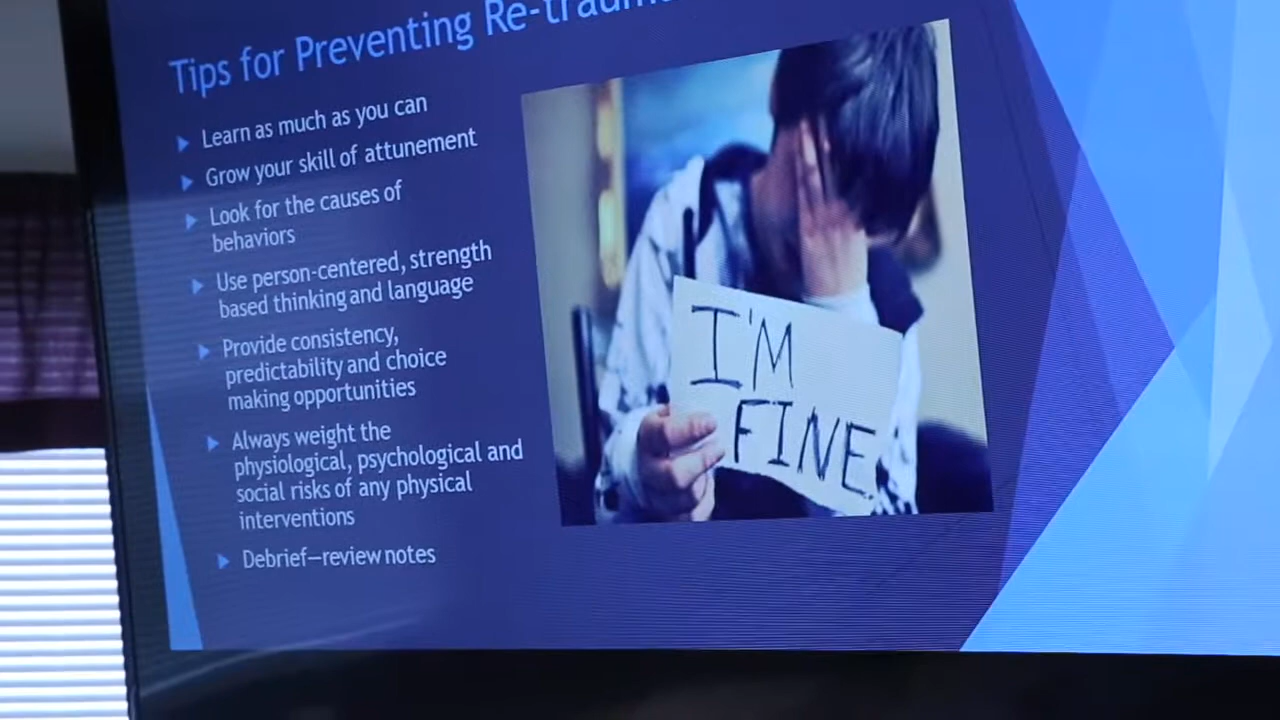 Tips for Preventing Re-trauma
Learn as much as you can
Grow your skill of attunement
Look for the causes of
behaviors
Use person-centered, strength
based thinking and language
Provide consistency,
predictability and choice
making opportunities
Always weight the
physiological, psychological and
social risks of any physical
interventions
Debrief—review notes
I'M
FINE